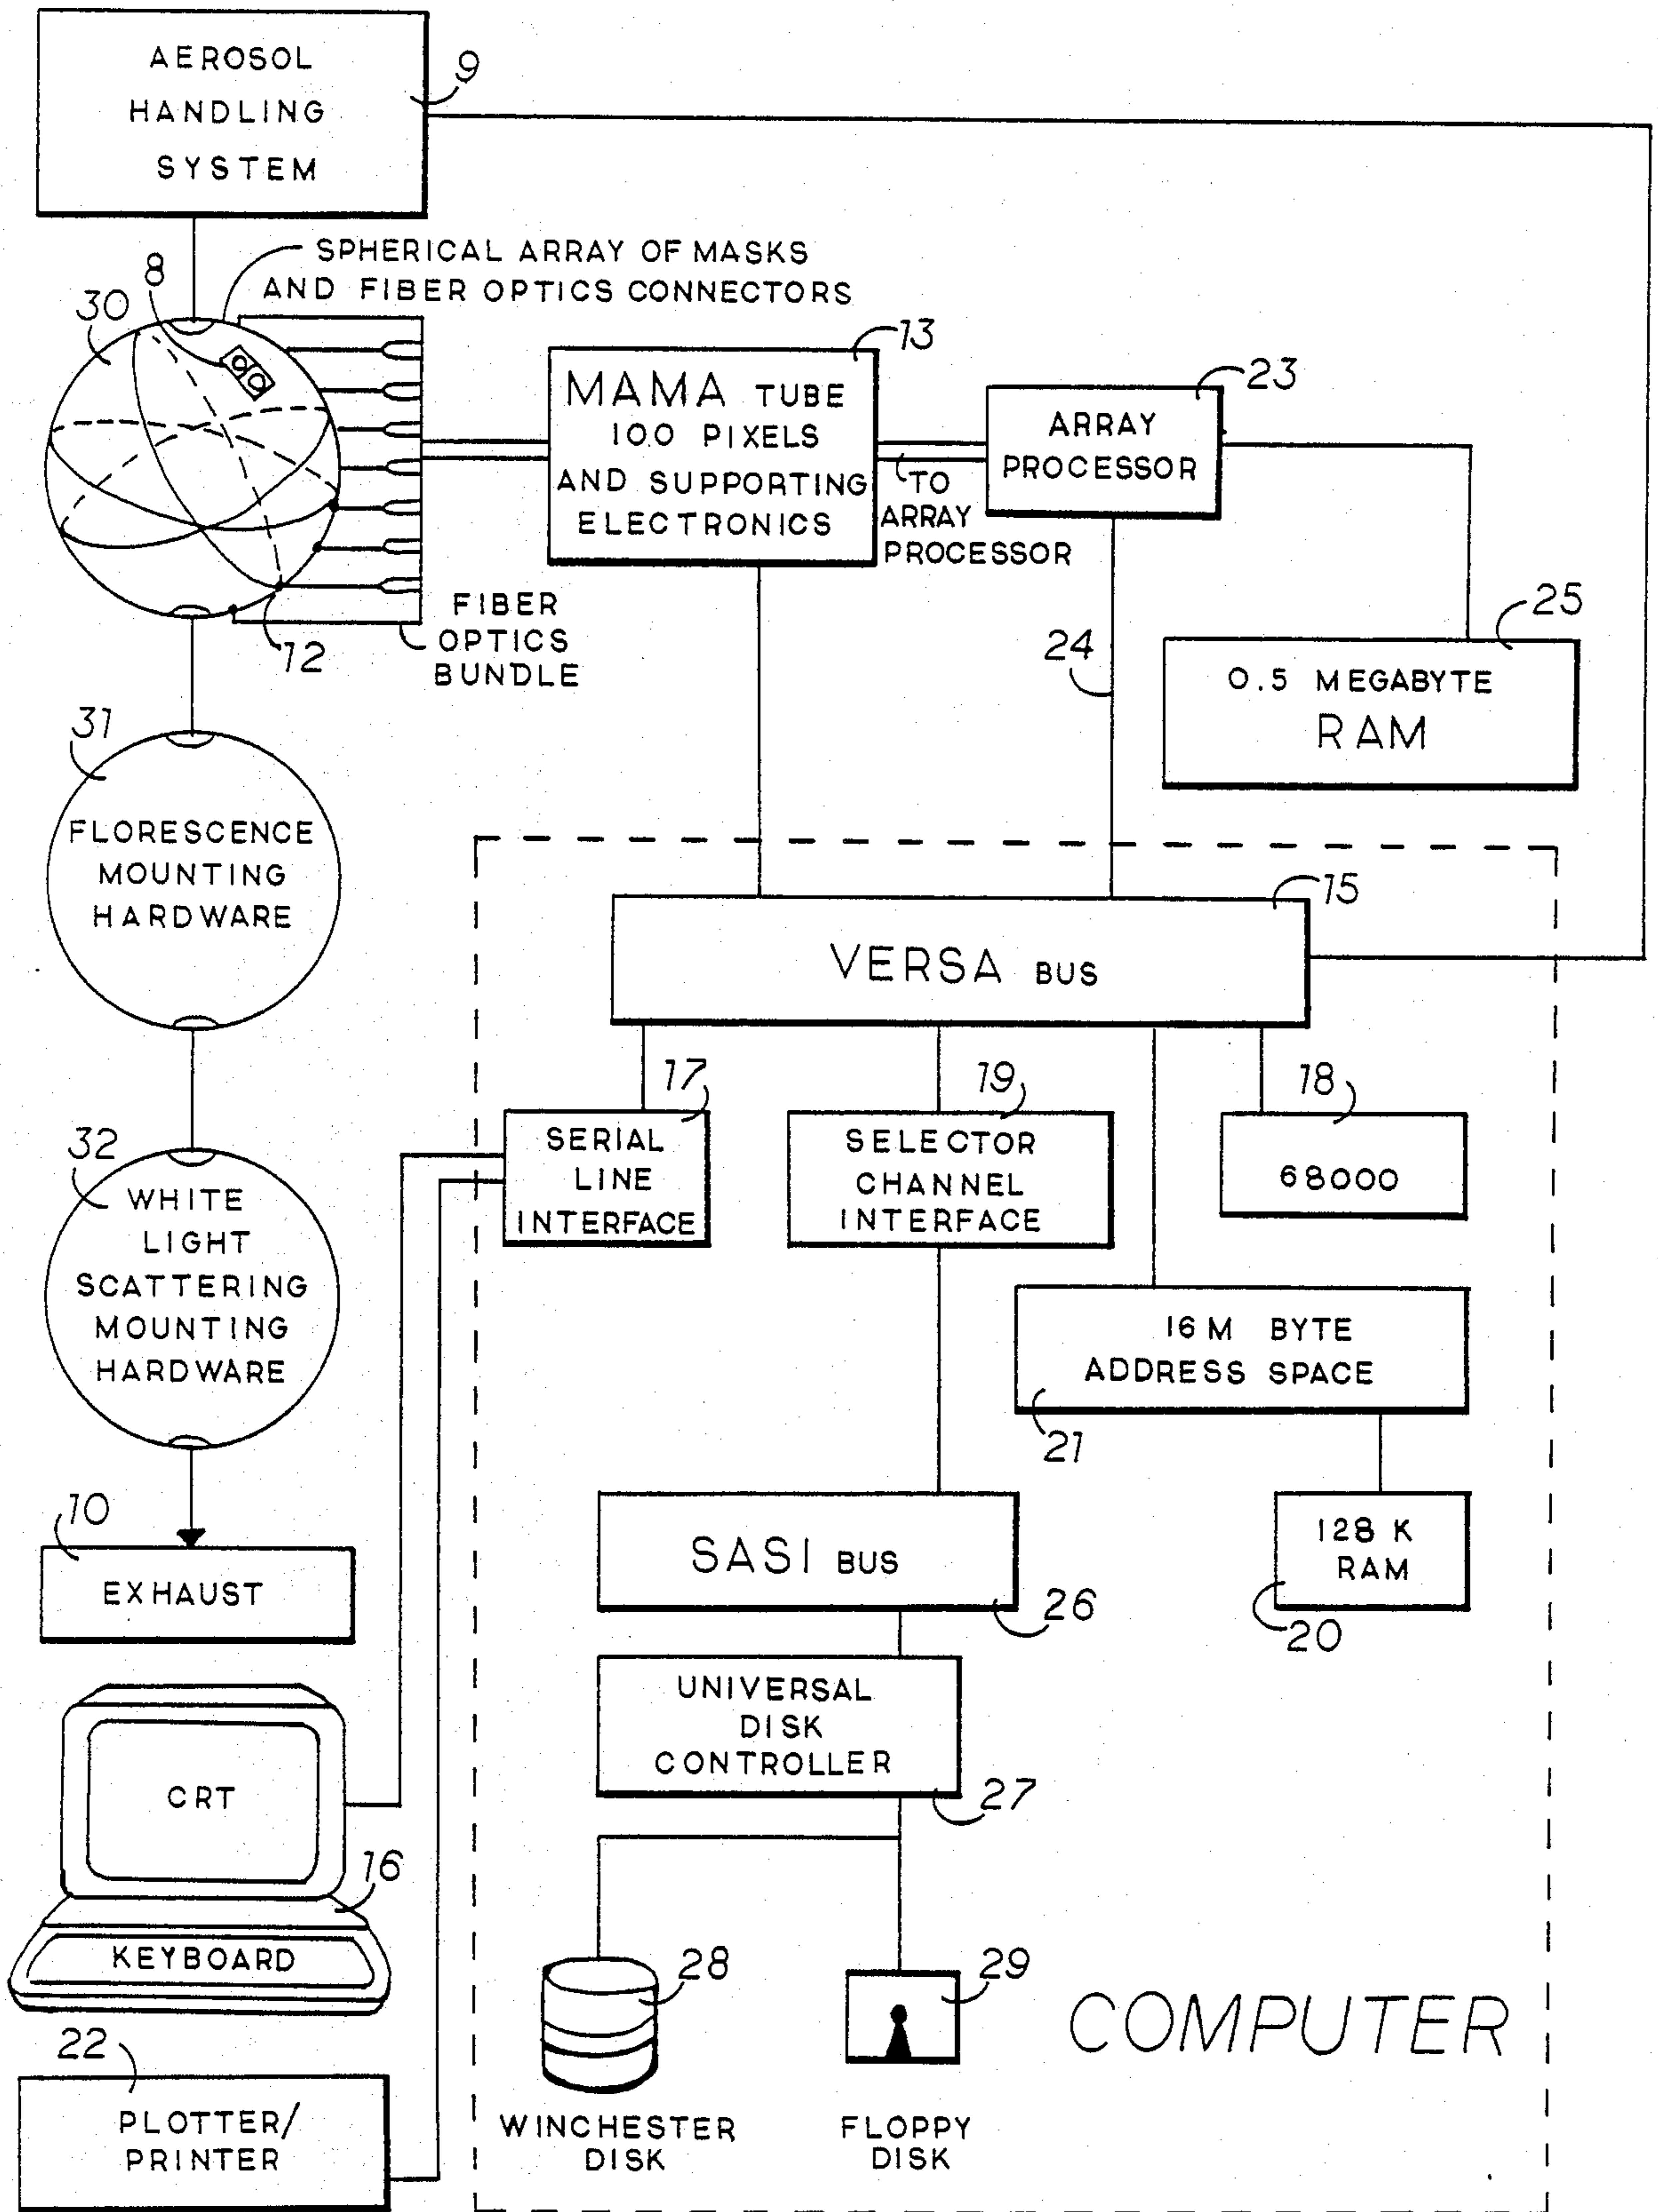 AEROSOL
HANDLING
SYSTEM
9
SPHERICAL ARRAY OF MASKS
AND FIBER OPTICS CONNECTORS
8
30
13
MAMA TUBE
100 PIXELS
AND SUPPORTING
ELECTRONICS
TO
ARRAY
PROCESSOR
23
ARRAY
PROCESSOR
12
FIBER
OPTICS
BUNDLE
24
25
0.5 MEGABYTE
RAM
31
FLORESCENCE
MOUNTING
HARDWARE
15
VERSA BUS
17
SERIAL
LINE
INTERFACE
19
SELECTOR
CHANNEL
INTERFACE
18
68000
32
WHITE
LIGHT
SCATTERING
MOUNTING
HARDWARE
16M BYTE
ADDRESS SPACE
21
10
EXHAUST
SASI BUS
26
128 K
RAM
20
UNIVERSAL
DISK
CONTROLLER
27
CRT
16
KEYBOARD
28
WINCHESTER
DISK
29
FLOPPY
DISK
COMPUTER
22
PLOTTER/
PRINTER